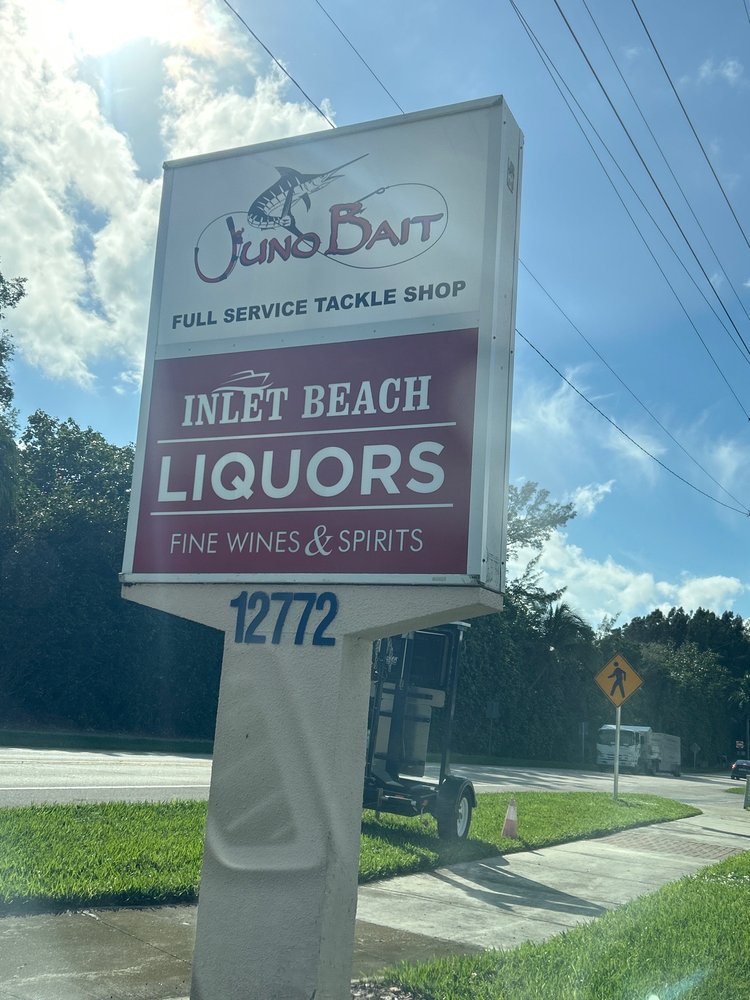 Juno Bait
FULL SERVICE TACKLE SHOP
INLET BEACH
LIQUORS
FINE WINES & SPIRITS
12772